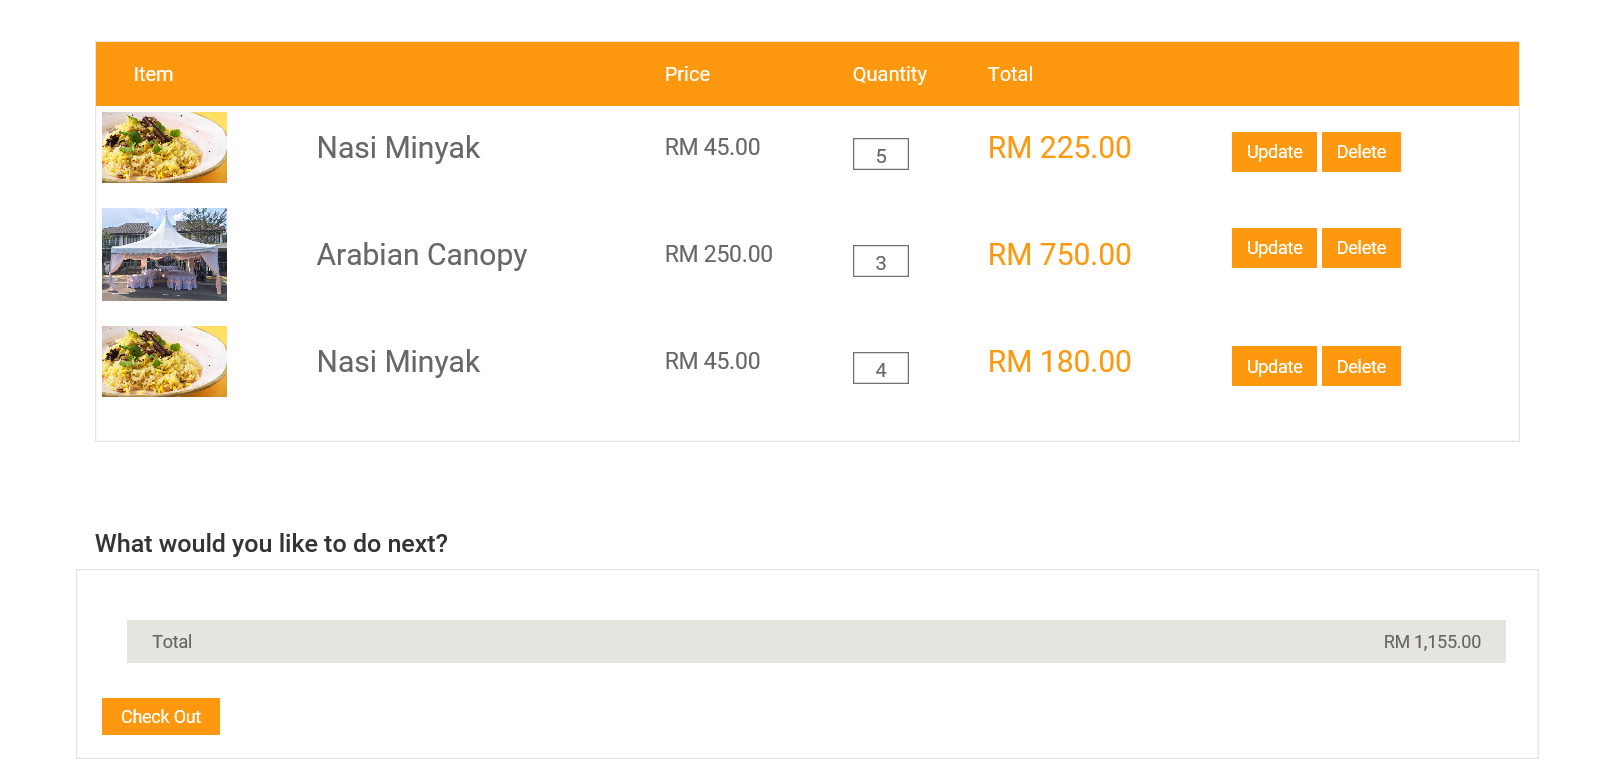 Item Price Quantity Total
Nasi Minyak RM 45.00 5 RM 225.00 Update Delete
Arabian Canopy RM 250.00 3 RM 750.00 Update Delete
Nasi Minyak RM 45.00 4 RM 180.00 Update Delete
What would you like to do next?
Total RM 1,155.00
Check Out